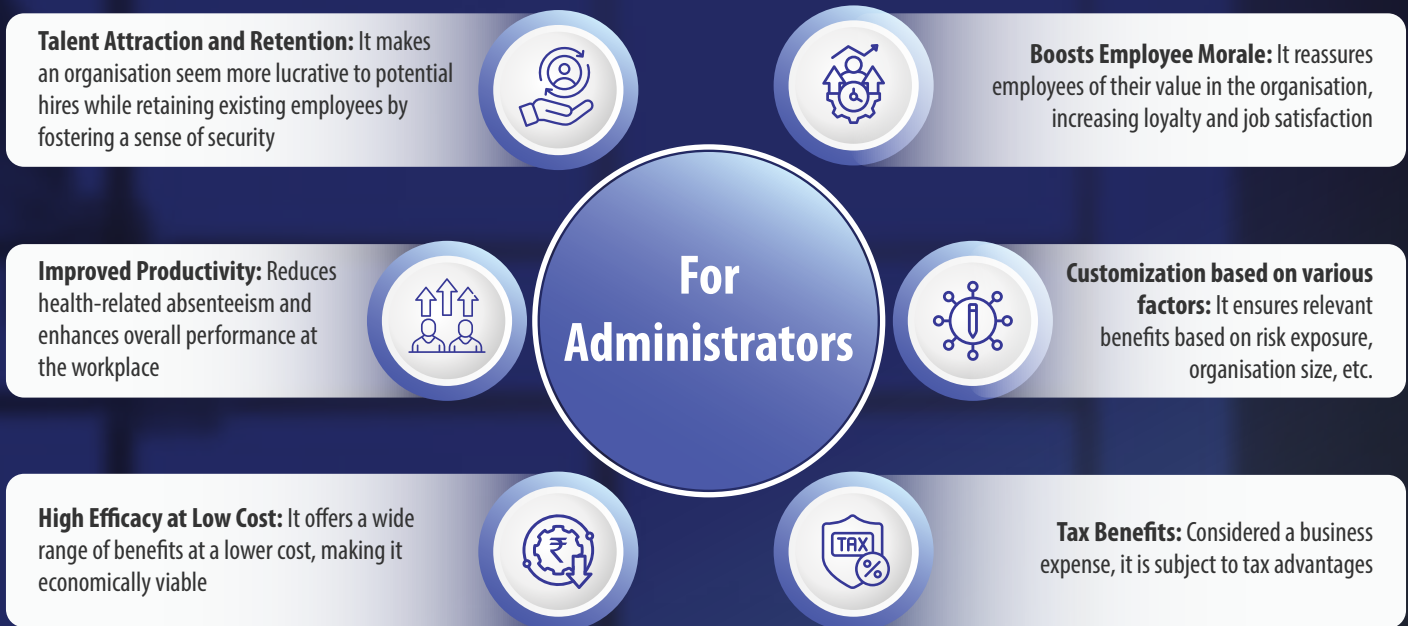 Talent Attraction and Retention: It makes
an organisation seem more lucrative to potential
hires while retaining existing employees by
fostering a sense of security
Boosts Employee Morale: It reassures
employees of their value in the organisation,
increasing loyalty and job satisfaction
Improved Productivity: Reduces
health-related absenteeism and
enhances overall performance at
the workplace
For
Administrators
Customization based on various
factors: It ensures relevant
benefits based on risk exposure,
organisation size, etc.
High Efficacy at Low Cost: It offers a wide
range of benefits at a lower cost, making it
economically viable
₹
TAX
%
Tax Benefits: Considered a business
expense, it is subject to tax advantages